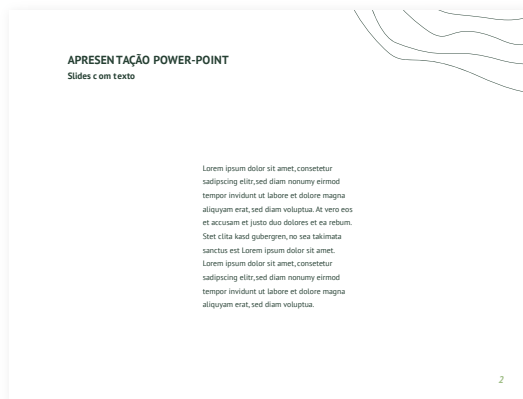 APRESENTAÇÃO POWER-POINT
Slides com texto
Lorem ipsum dolor sit amet, consetetur
sadipscing elitr, sed diam nonumy eirmod
tempor invidunt ut labore et dolore magna
aliquyam erat, sed diam voluptua. At vero eos
et accusam et justo duo dolores et ea rebum.
Stet clita kasd gubergren, no sea takimata
sanctus est Lorem ipsum dolor sit amet.
Lorem ipsum dolor sit amet, consetetur
sadipscing elitr, sed diam nonumy eirmod
tempor invidunt ut labore et dolore magna
aliquyam erat, sed diam voluptua.
2